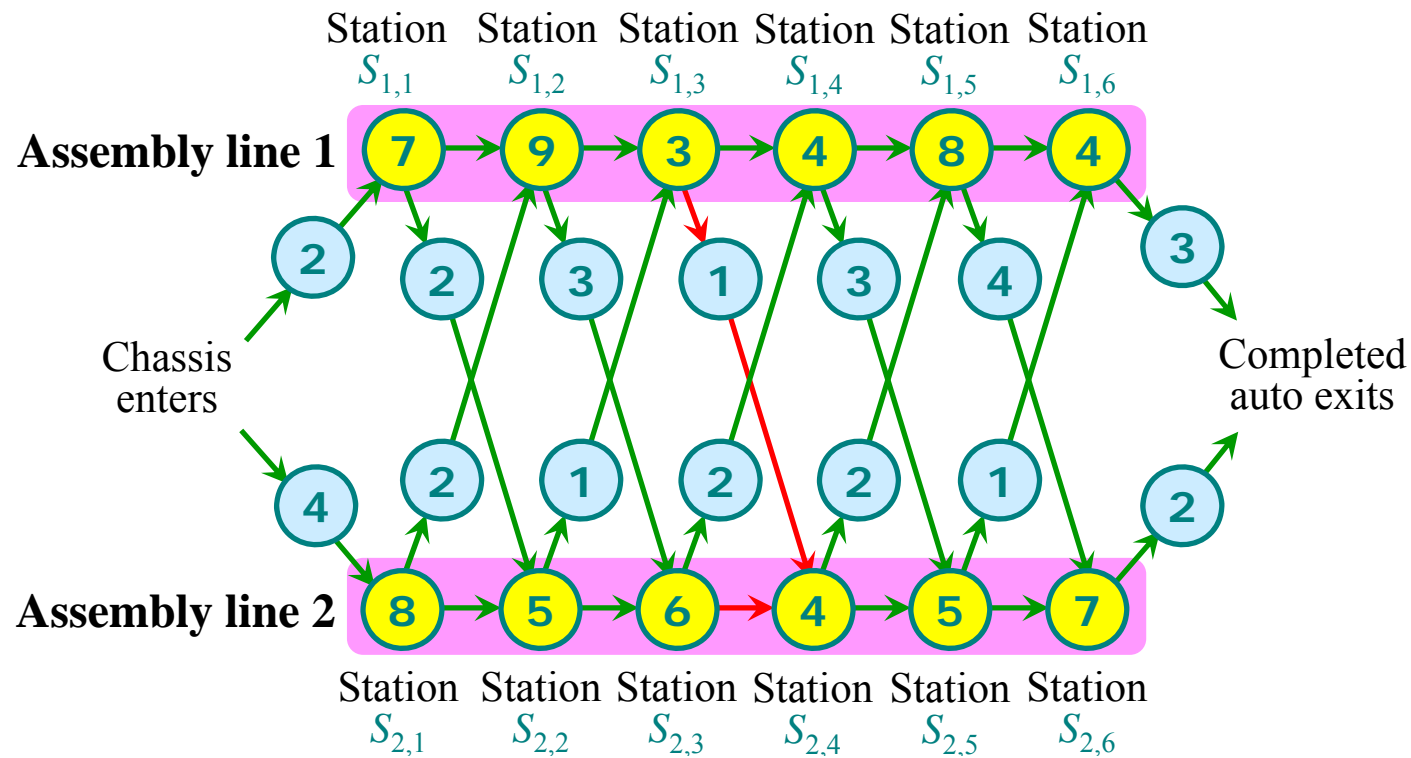 Station Station Station Station Station Station
S1,1 S1,2 S1,3 S1,4 S1,5 S1,6
Assembly line 1 7 9 3 4 8 4
2 2 3 1 3 4 3
Chassis
enters
Completed
auto exits
4 2 1 2 2 1 2
Assembly line 2 8 5 6 4 5 7
Station Station Station Station Station Station
S2,1 S2,2 S2,3 S2,4 S2,5 S2,6